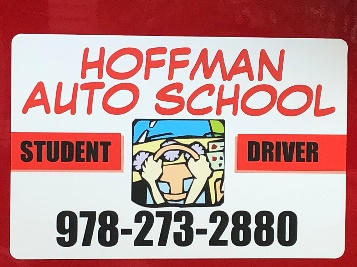 HOFFMAN
AUTO SCHOOL
STUDENT DRIVER
978-273-2880